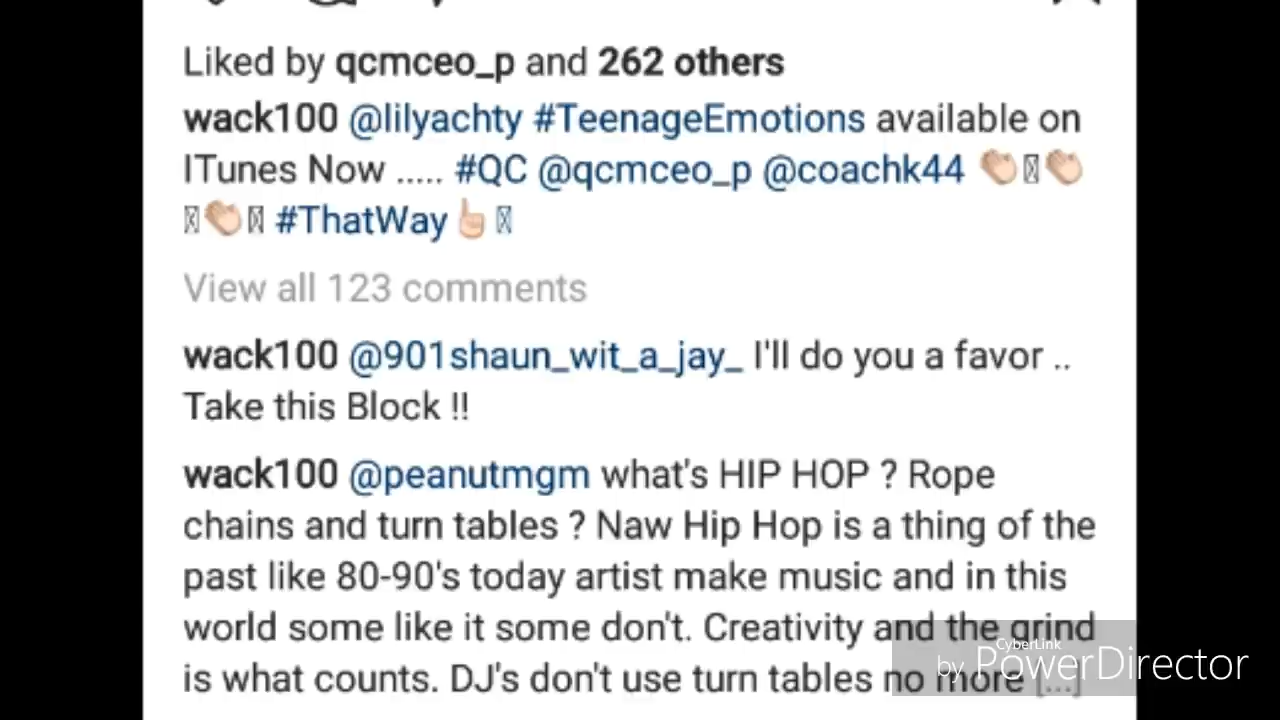 Liked by qcmceo_p and 262 others
wack100 @lilyachty #TeenageEmotions available on
ITunes Now ..... #QC @qcmceo_p @coachk44 👏🏻👏🏻
👏🏻 #ThatWay☝🏻
View all 123 comments
wack100 @901shaun_wit_a_jay_ I'll do you a favor ..
Take this Block !!
wack100 @peanutmgm what's HIP HOP ? Rope
chains and turn tables ? Naw Hip Hop is a thing of the
past like 80-90's today artist make music and in this
world some like it some don't. Creativity and the grind
is what counts. DJ's don't use turn tables no more [...]
CyberLink
by PowerDirector